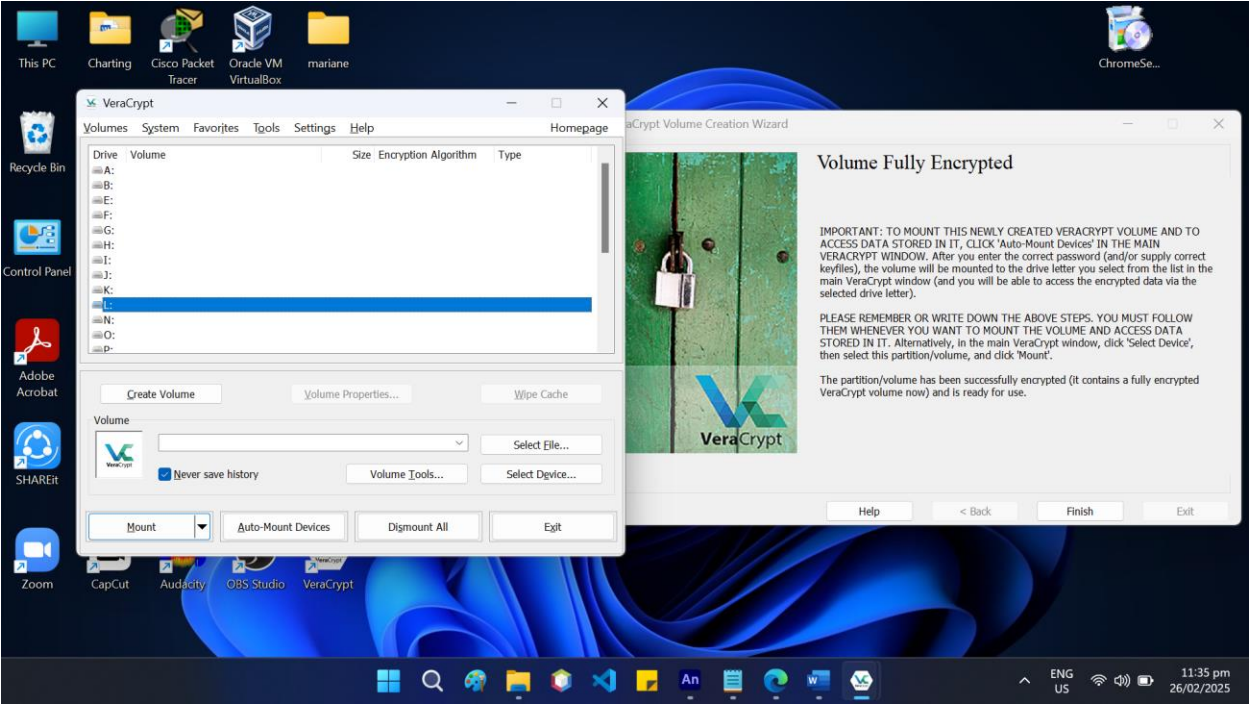 This PC
Charting
Cisco Packet
Tracer
Oracle VM
VirtualBox
mariane
ChromeSe...
Recycle Bin
Control Panel
Adobe
Acrobat
SHAREit
Zoom
CapCut
Audacity
OBS Studio
VeraCrypt
VeraCrypt
Volumes System Favorites Tools Settings Help Homepage
Drive Volume Size Encryption Algorithm Type
A:
B:
E:
F:
G:
H:
I:
J:
K:
L:
N:
O:
P:
Create Volume
Volume Properties...
Wipe Cache
Volume
VeraCrypt
Select File...
Never save history
Volume Tools...
Select Device...
Mount
Auto-Mount Devices
Dismount All
Exit
aCrypt Volume Creation Wizard
VeraCrypt
Volume Fully Encrypted
IMPORTANT: TO MOUNT THIS NEWLY CREATED VERACRYPT VOLUME AND TO
ACCESS DATA STORED IN IT, CLICK 'Auto-Mount Devices' IN THE MAIN
VERACRYPT WINDOW. After you enter the correct password (and/or supply correct
keyfiles), the volume will be mounted to the drive letter you select from the list in the
main VeraCrypt window (and you will be able to access the encrypted data via the
selected drive letter).
PLEASE REMEMBER OR WRITE DOWN THE ABOVE STEPS. YOU MUST FOLLOW
THEM WHENEVER YOU WANT TO MOUNT THE VOLUME AND ACCESS DATA
STORED IN IT. Alternatively, in the main VeraCrypt window, click 'Select Device',
then select this partition/volume, and click 'Mount'.
The partition/volume has been successfully encrypted (it contains a fully encrypted
VeraCrypt volume now) and is ready for use.
Help
< Back
Finish
Exit
An
W
ENG
US
11:35 pm
26/02/2025